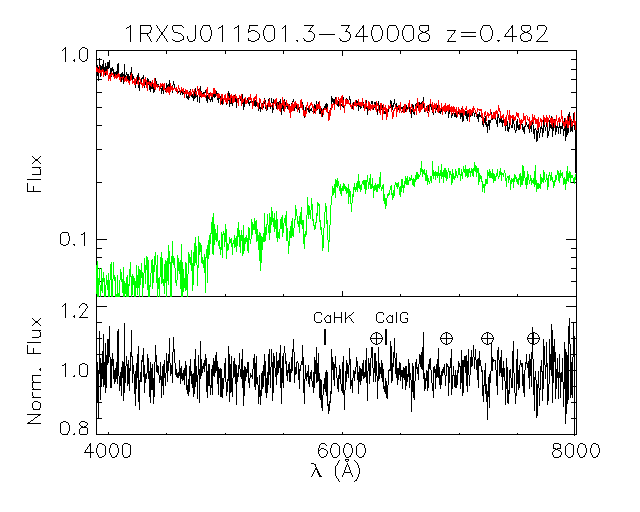 1RXSJ011501.3−340008 z=0.482
1.0
Flux
0.1
1.2
CaHK CaIG
Norm. Flux
1.0
0.8
4000 6000 8000
λ (Å)